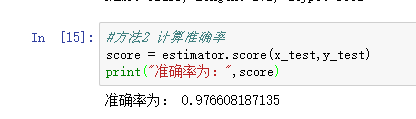 In [15]:
#方法2 计算准确率
score = estimator.score(x_test,y_test)
print("准确率为：",score)
准确率为： 0.976608187135